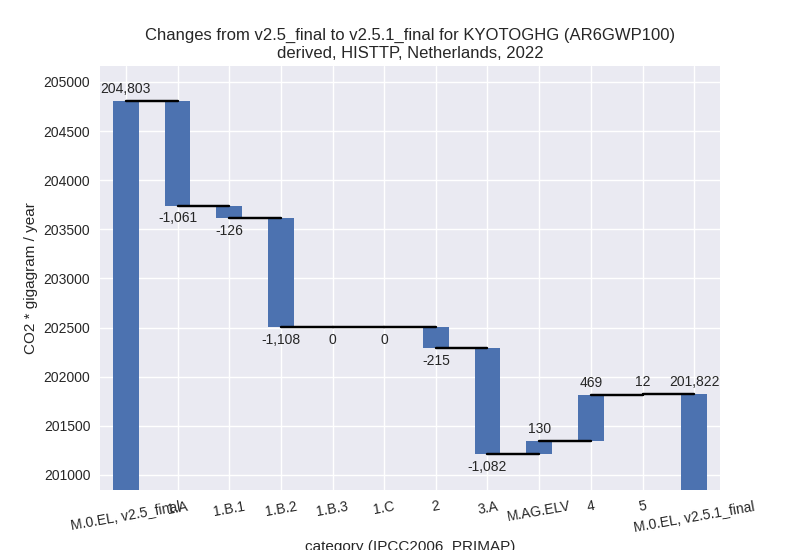 Changes from v2.5_final to v2.5.1_final for KYOTOGHG (AR6GWP100)
derived, HISTTP, Netherlands, 2022
CO2 * gigagram / year
205000
204500
204000
203500
203000
202500
202000
201500
201000
204,803
-1,061
-126
-1,108
0
0
-215
-1,082
130
469
12
201,822
M.0.EL, v2.5_final
1.A
1.B.1
1.B.2
1.B.3
1.C
2
3.A
M.AG.ELV
4
5
M.0.EL, v2.5.1_final
category (IPCC2006_PRIMAP)